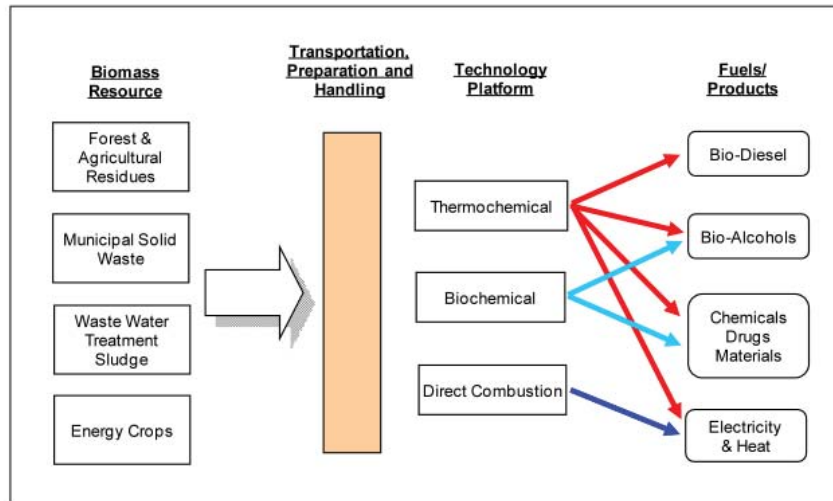 Biomass
Resource
Forest &
Agricultural
Residues
Municipal Solid
Waste
Waste Water
Treatment
Sludge
Energy Crops
Transportation,
Preparation and
Handling
Technology
Platform
Thermochemical
Biochemical
Direct Combustion
Fuels/
Products
Bio-Diesel
Bio-Alcohols
Chemicals
Drugs
Materials
Electricity
& Heat